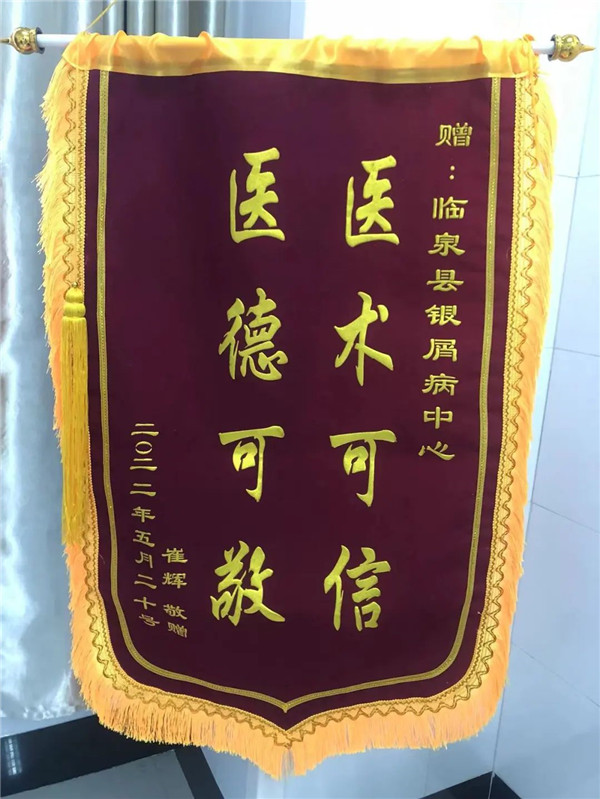 赠：临泉县银屑病中心
医术可信
医德可敬
崔辉 敬赠
二〇二二年五月二十号